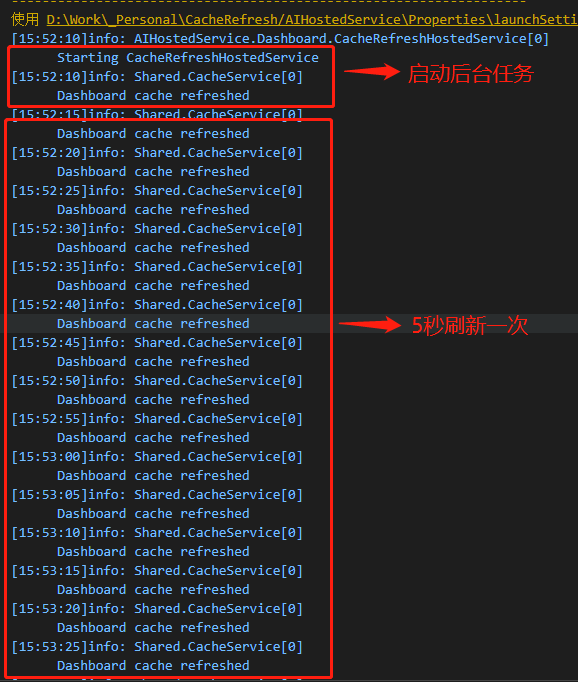 使用 D:\Work\_Personal\CacheRefresh/AIHostedService\Properties\launchSetti
[15:52:10]info: AIHostedService.Dashboard.CacheRefreshHostedService[0]
Starting CacheRefreshHostedService
[15:52:10]info: Shared.CacheService[0]
启动后台任务
Dashboard cache refreshed
[15:52:15]info: Shared.CacheService[0]
Dashboard cache refreshed
[15:52:20]info: Shared.CacheService[0]
Dashboard cache refreshed
[15:52:25]info: Shared.CacheService[0]
Dashboard cache refreshed
[15:52:30]info: Shared.CacheService[0]
Dashboard cache refreshed
[15:52:35]info: Shared.CacheService[0]
Dashboard cache refreshed
[15:52:40]info: Shared.CacheService[0]
Dashboard cache refreshed
5秒刷新一次
[15:52:45]info: Shared.CacheService[0]
Dashboard cache refreshed
[15:52:50]info: Shared.CacheService[0]
Dashboard cache refreshed
[15:52:55]info: Shared.CacheService[0]
Dashboard cache refreshed
[15:53:00]info: Shared.CacheService[0]
Dashboard cache refreshed
[15:53:05]info: Shared.CacheService[0]
Dashboard cache refreshed
[15:53:10]info: Shared.CacheService[0]
Dashboard cache refreshed
[15:53:15]info: Shared.CacheService[0]
Dashboard cache refreshed
[15:53:20]info: Shared.CacheService[0]
Dashboard cache refreshed
[15:53:25]info: Shared.CacheService[0]
Dashboard cache refreshed